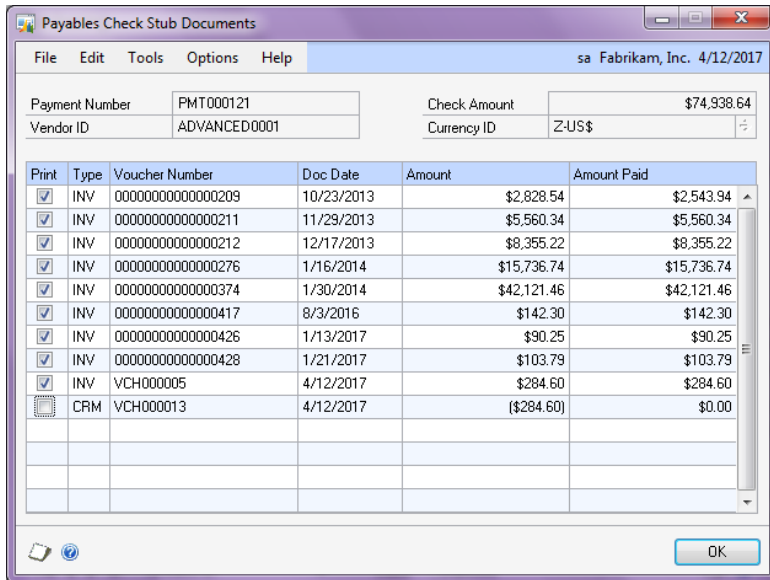 Payables Check Stub Documents
File Edit Tools Options Help sa Fabrikam, Inc. 4/12/2017
Payment Number PMT000121 Check Amount $74,938.64
Vendor ID ADVANCED0001 Currency ID Z-US$
Print Type Voucher Number Doc Date Amount Amount Paid
INV 00000000000000209 10/23/2013 $2,828.54 $2,543.94
INV 00000000000000211 11/29/2013 $5,560.34 $5,560.34
INV 00000000000000212 12/17/2013 $8,355.22 $8,355.22
INV 00000000000000276 1/16/2014 $15,736.74 $15,736.74
INV 00000000000000374 1/30/2014 $42,121.46 $42,121.46
INV 00000000000000417 8/3/2016 $142.30 $142.30
INV 00000000000000426 1/13/2017 $90.25 $90.25
INV 00000000000000428 1/21/2017 $103.79 $103.79
INV VCH000005 4/12/2017 $284.60 $284.60
CRM VCH000013 4/12/2017 ($284.60) $0.00
OK